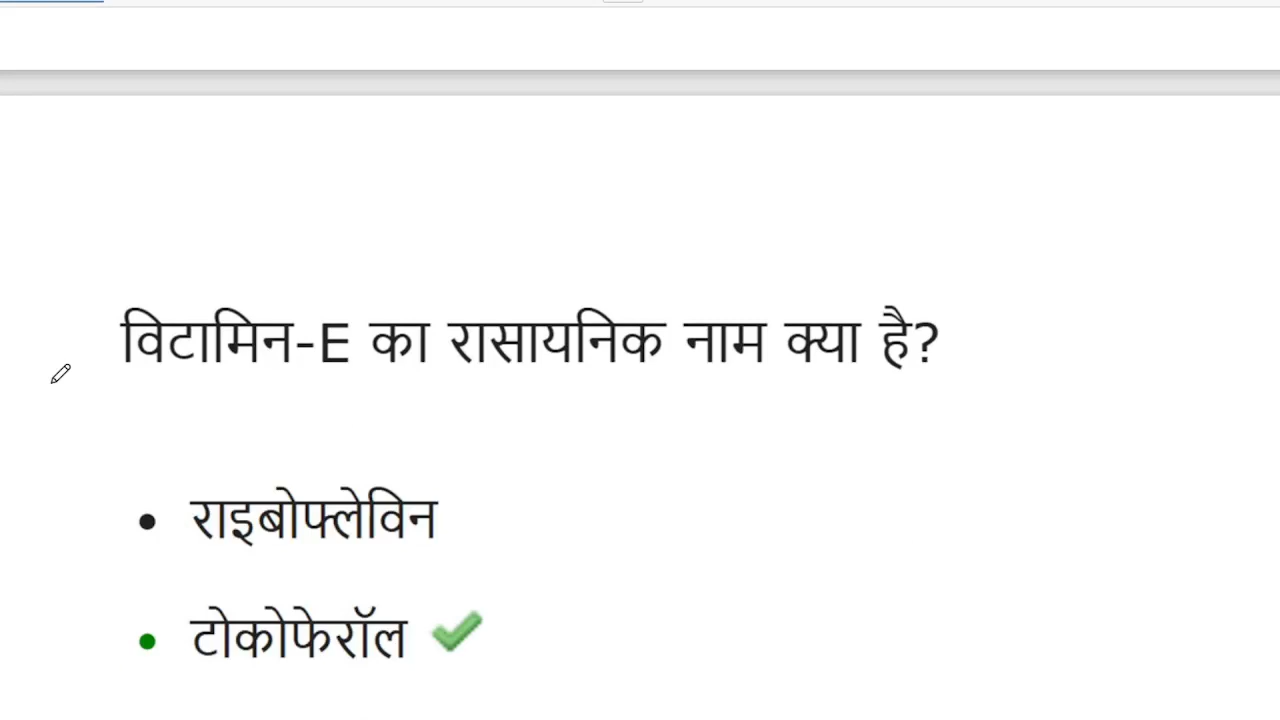 विटामिन-E का रासायनिक नाम क्या है?
• राइबोफ्लेविन
• टोकोफेरॉल ✔